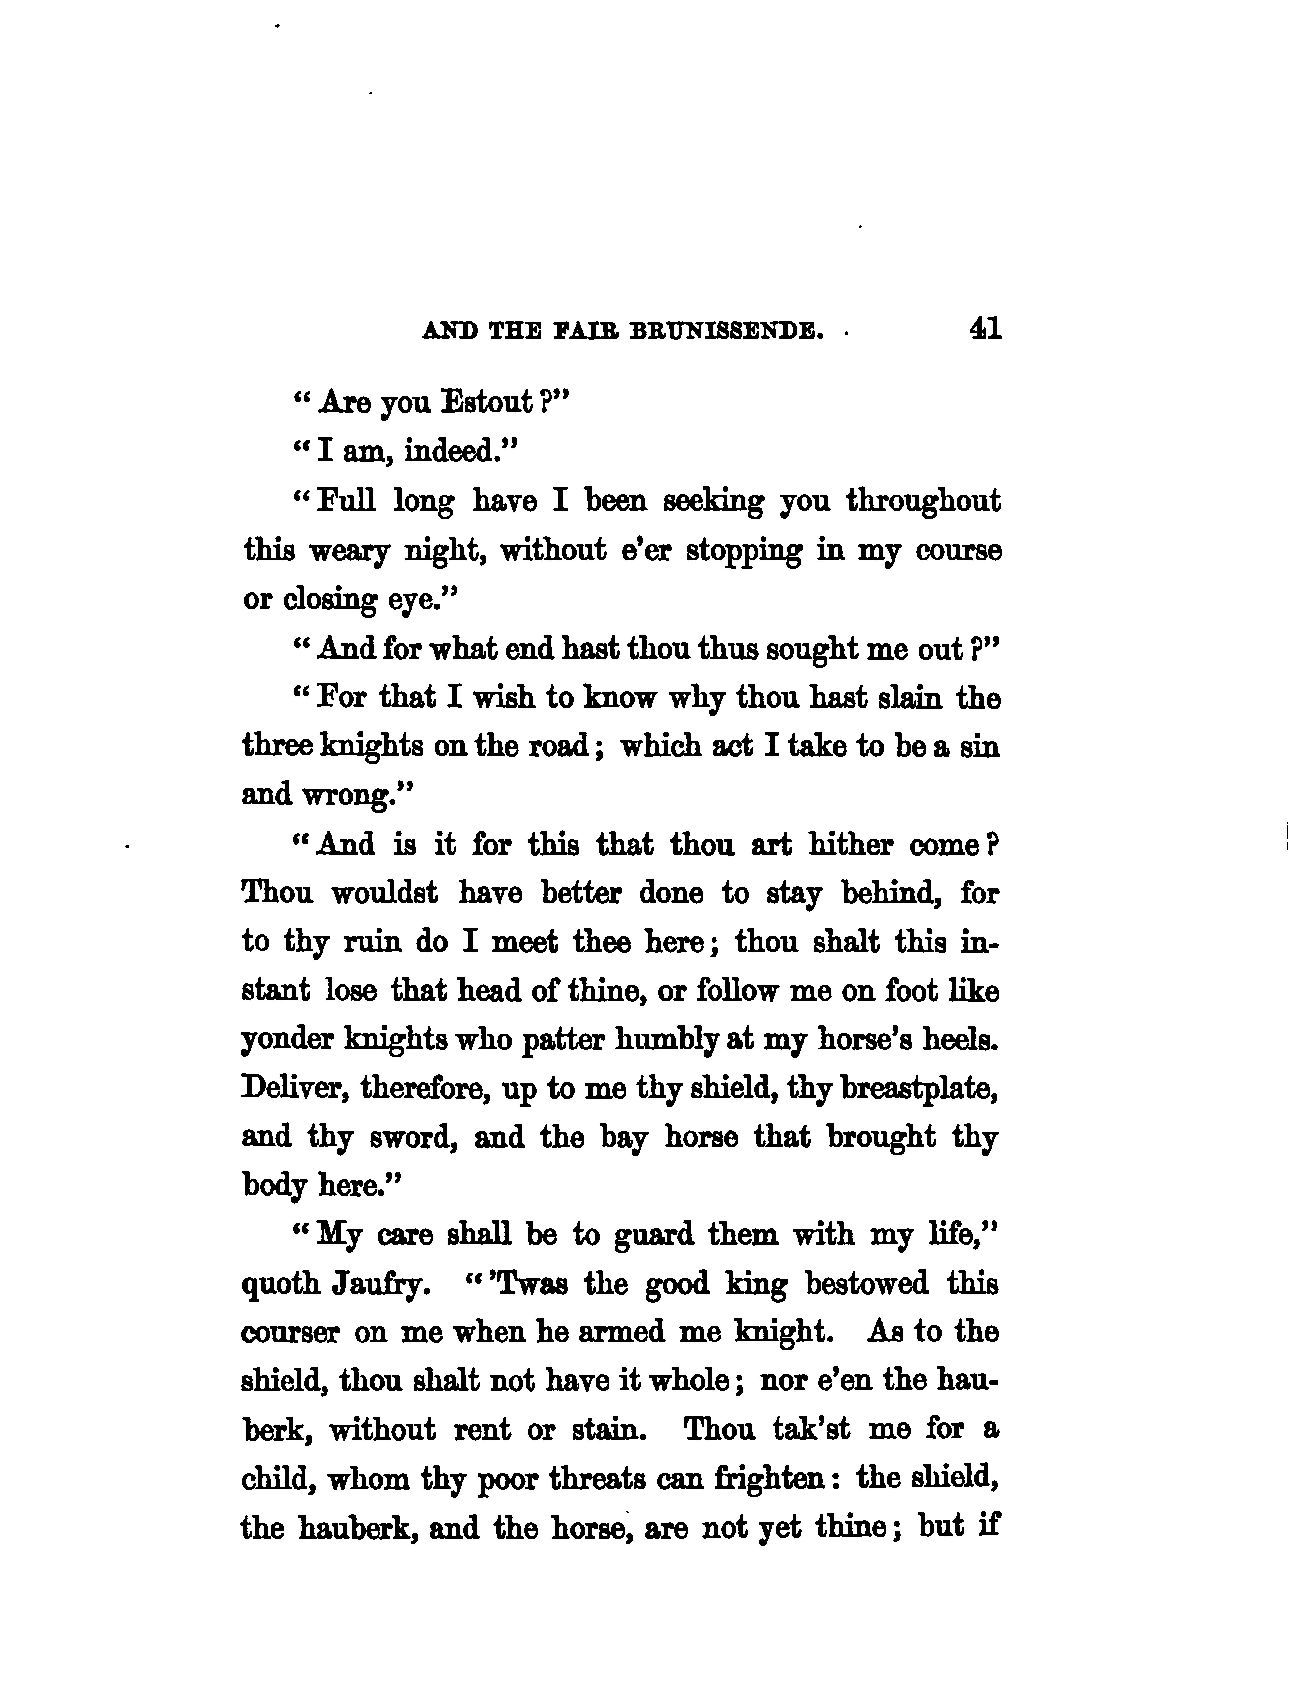 AND THE FAIR BRUNISSENDE. 41
“Are you Estout?”
“I am, indeed.”
“Full long have I been seeking you throughout
this weary night, without e’er stopping in my course
or closing eye.”
“And for what end hast thou thus sought me out?”
“For that I wish to know why thou hast slain the
three knights on the road; which act I take to be a sin
and wrong.”
“And is it for this that thou art hither come?
Thou wouldst have better done to stay behind, for
to thy ruin do I meet thee here; thou shalt this in-
stant lose that head of thine, or follow me on foot like
yonder knights who patter humbly at my horse’s heels.
Deliver, therefore, up to me thy shield, thy breastplate,
and thy sword, and the bay horse that brought thy
body here.”
“My care shall be to guard them with my life,”
quoth Jaufry. “’Twas the good king bestowed this
courser on me when he armed me knight. As to the
shield, thou shalt not have it whole; nor e’en the hau-
berk, without rent or stain. Thou tak’st me for a
child, whom thy poor threats can frighten: the shield,
the hauberk, and the horse, are not yet thine; but if